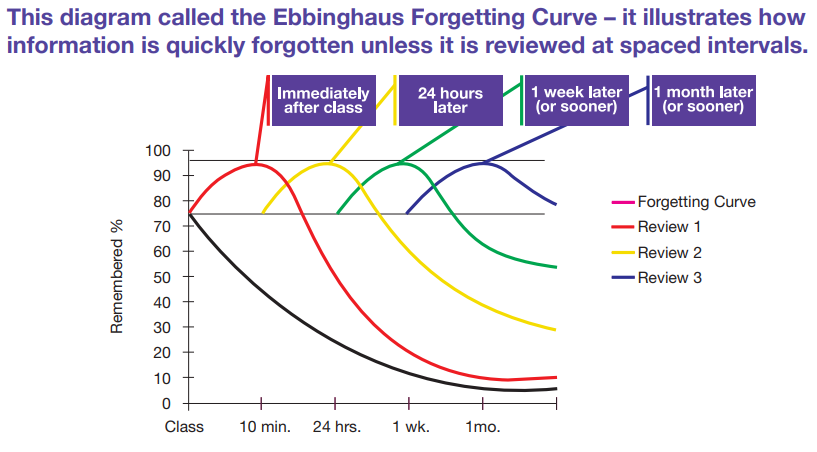 This diagram called the Ebbinghaus Forgetting Curve – it illustrates how
information is quickly forgotten unless it is reviewed at spaced intervals.
Immediately
after class
24 hours
later
1 week later
(or sooner)
1 month later
(or sooner)
Remembered %
100
90
80
70
60
50
40
30
20
10
0
Class
10 min.
24 hrs.
1 wk.
1mo.
Forgetting Curve
Review 1
Review 2
Review 3